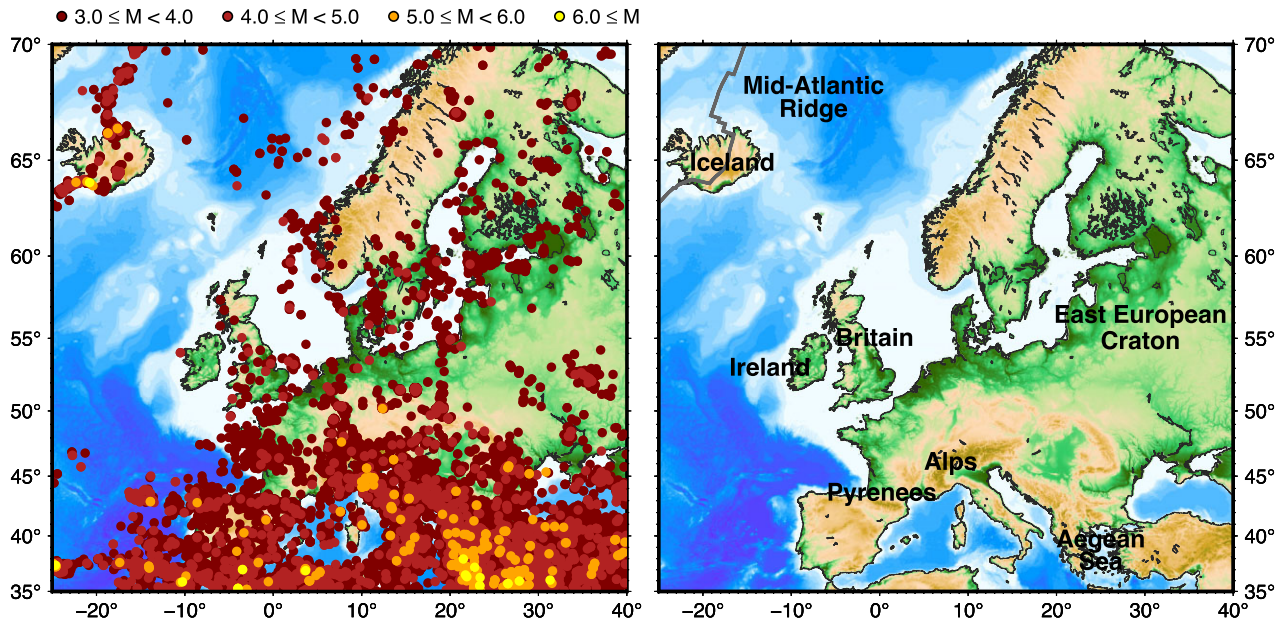 3.0 ≤ M < 4.0 4.0 ≤ M < 5.0 5.0 ≤ M < 6.0 6.0 ≤ M
70°
65°
60°
55°
50°
45°
40°
35°
−20° −10° 0° 10° 20° 30° 40°
Mid-Atlantic
Ridge
Iceland
East European
Craton
Britain
Ireland
Alps
Pyrenees
Aegean
Sea
70°
65°
60°
55°
50°
45°
40°
35°
−20° −10° 0° 10° 20° 30° 40°